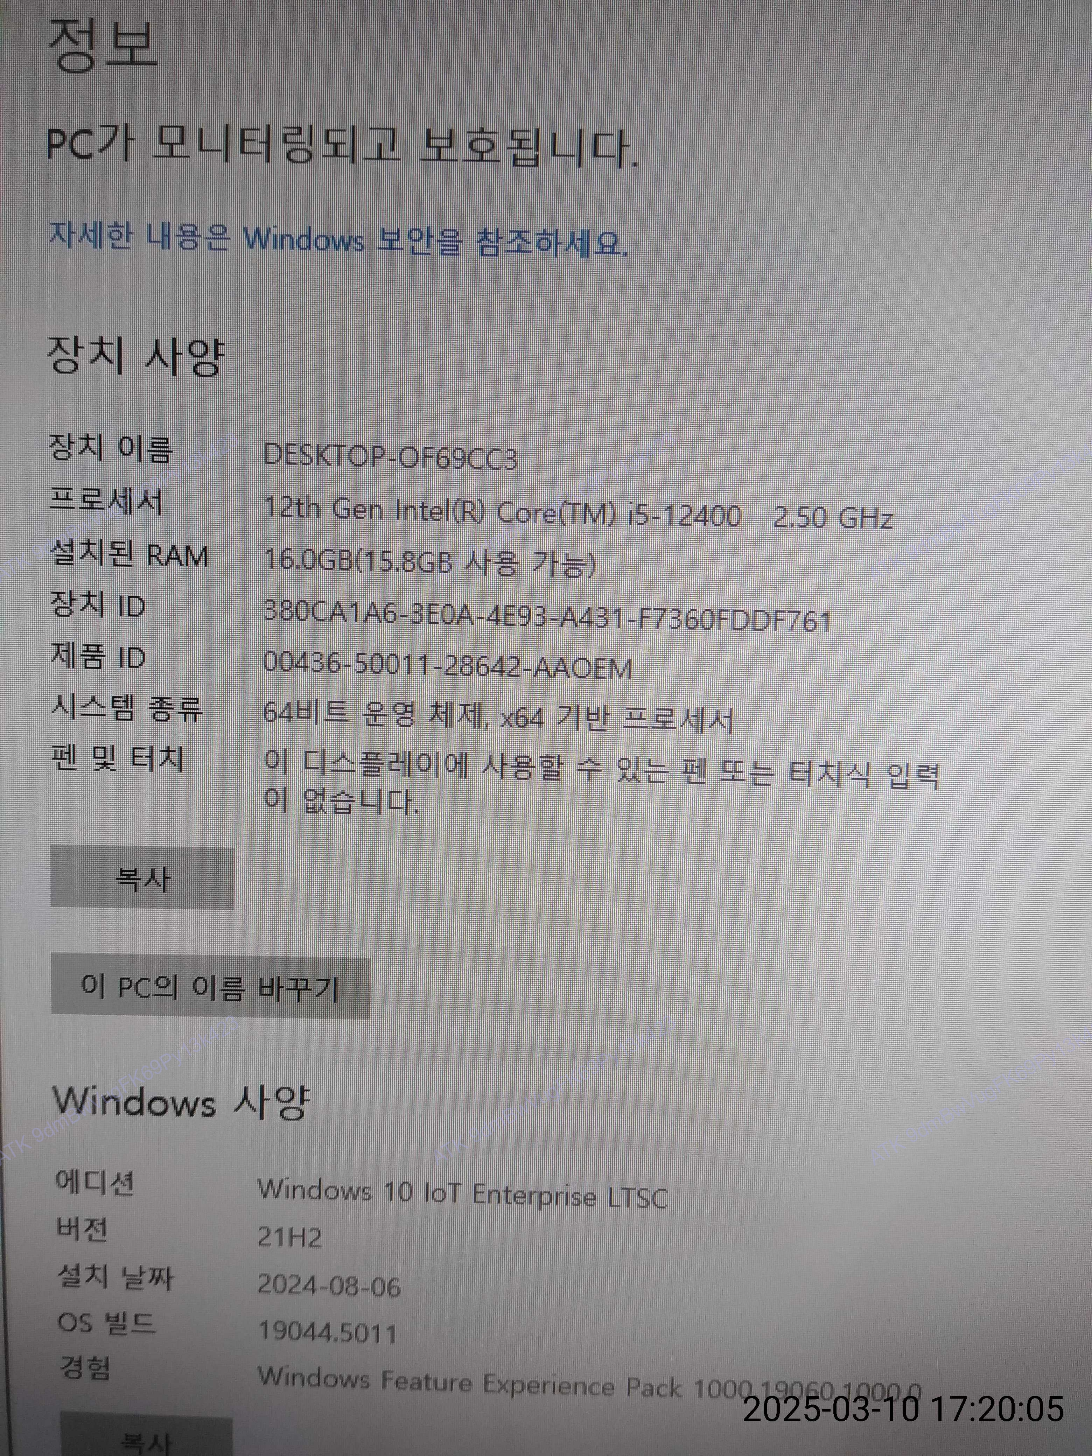 정보
PC가 모니터링되고 보호됩니다.
자세한 내용은 Windows 보안을 참조하세요.
장치 사양
장치 이름 DESKTOP-OF69CC3
프로세서 12th Gen Intel(R) Core(TM) i5-12400 2.50 GHz
설치된 RAM 16.0GB(15.8GB 사용 가능)
장치 ID 380CA1A6-3E0A-4E93-A431-F7360FDDF761
제품 ID 00436-50011-28642-AAOEM
시스템 종류 64비트 운영 체제, x64 기반 프로세서
펜 및 터치 이 디스플레이에 사용할 수 있는 펜 또는 터치식 입력
이 없습니다.
복사
이 PC의 이름 바꾸기
Windows 사양
에디션 Windows 10 IoT Enterprise LTSC
버전 21H2
설치 날짜 2024-08-06
OS 빌드 19044.5011
경험 Windows Feature Experience Pack 1000.19060.1000.0
2025-03-10 17:20:05
복사